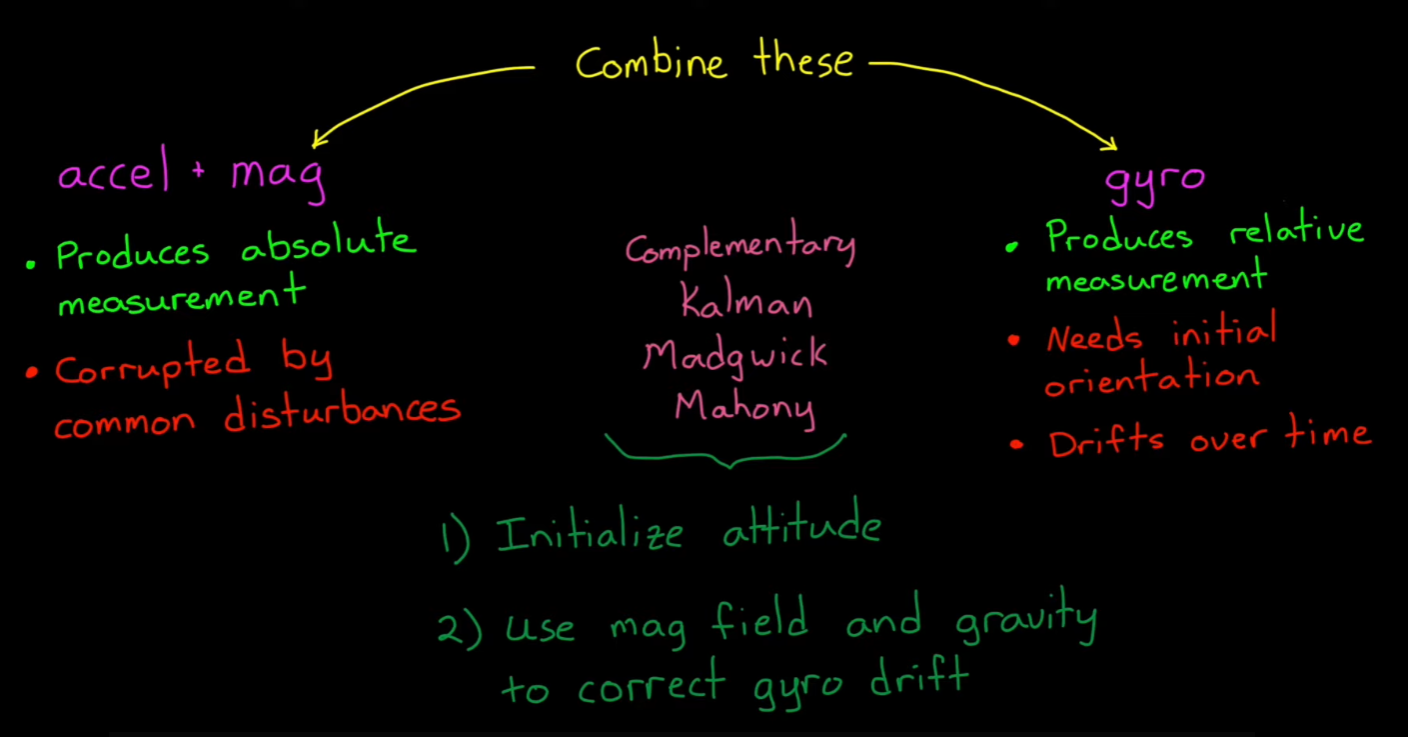 Combine these
accel + mag
• Produces absolute
measurement
• Corrupted by
common disturbances
Complementary
Kalman
Madgwick
Mahony
gyro
• Produces relative
measurement
• Needs initial
orientation
• Drifts over time
1) Initialize attitude
2) use mag field and gravity
to correct gyro drift